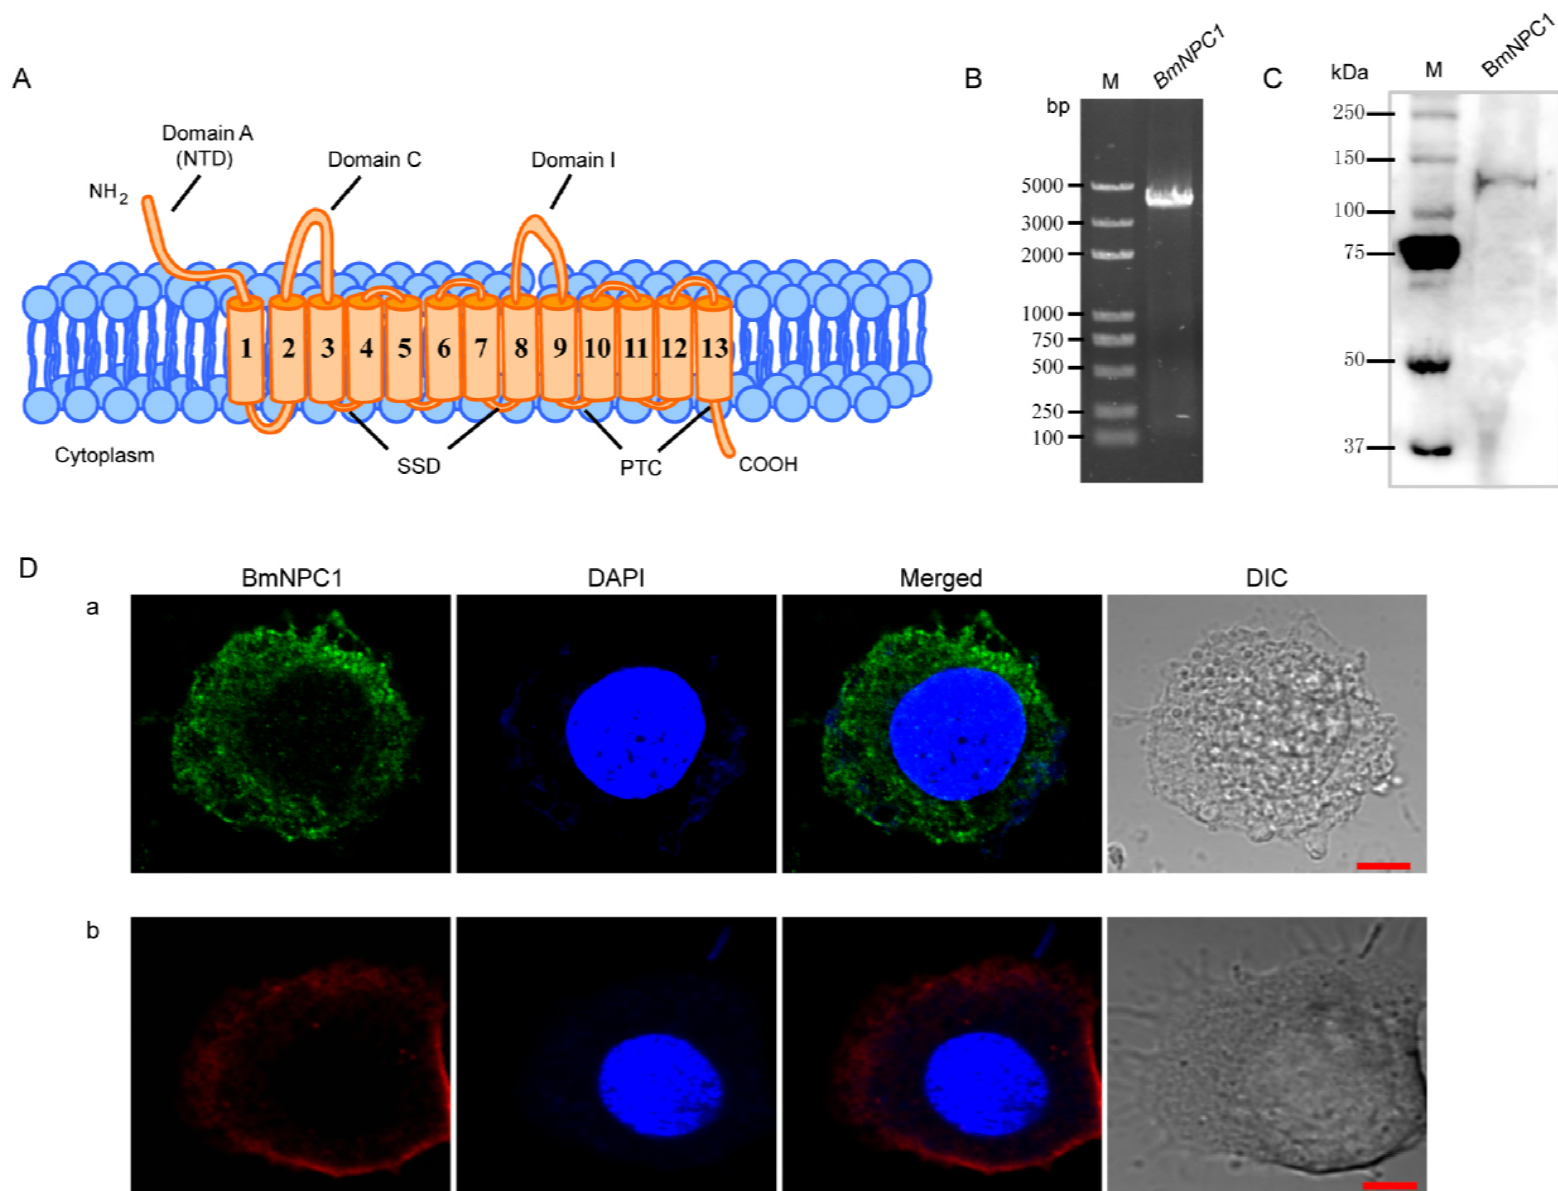 A
Domain A
(NTD)
Domain C
Domain I
NH2
1 2 3 4 5 6 7 8 9 10 11 12 13
Cytoplasm
SSD
PTC
COOH
B
M
BmNPC1
bp
5000
3000
2000
1000
750
500
250
100
C
kDa
M
BmNPC1
250
150
100
75
50
37
D
BmNPC1 DAPI Merged DIC
a
b